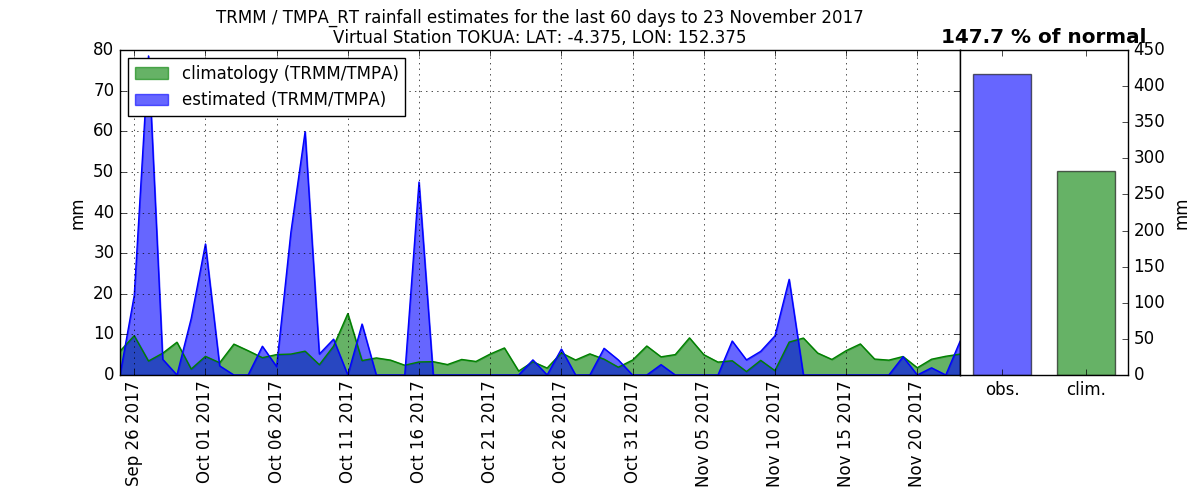 TRMM / TMPA_RT rainfall estimates for the last 60 days to 23 November 2017
Virtual Station TOKUA: LAT: -4.375, LON: 152.375
147.7 % of normal
climatology (TRMM/TMPA)
estimated (TRMM/TMPA)
mm
80
70
60
50
40
30
20
10
0
Sep 26 2017
Oct 01 2017
Oct 06 2017
Oct 11 2017
Oct 16 2017
Oct 21 2017
Oct 26 2017
Oct 31 2017
Nov 05 2017
Nov 10 2017
Nov 15 2017
Nov 20 2017
obs.
clim.
450
400
350
300
250
200
150
100
50
0
mm